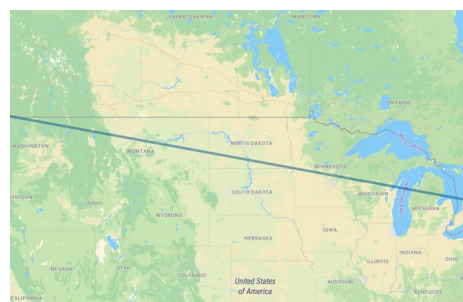 SASKATCHEWAN
MANITOBA
ONTARIO
WASHINGTON
MONTANA
NORTH DAKOTA
MINNESOTA
OREGON
IDAHO
SOUTH DAKOTA
WISCONSIN
MICHIGAN
WYOMING
IOWA
NEBRASKA
NEVADA
UTAH
COLORADO
United States
of America
ILLINOIS
INDIANA
OHIO
MISSOURI
KENTUCKY
CALIFORNIA